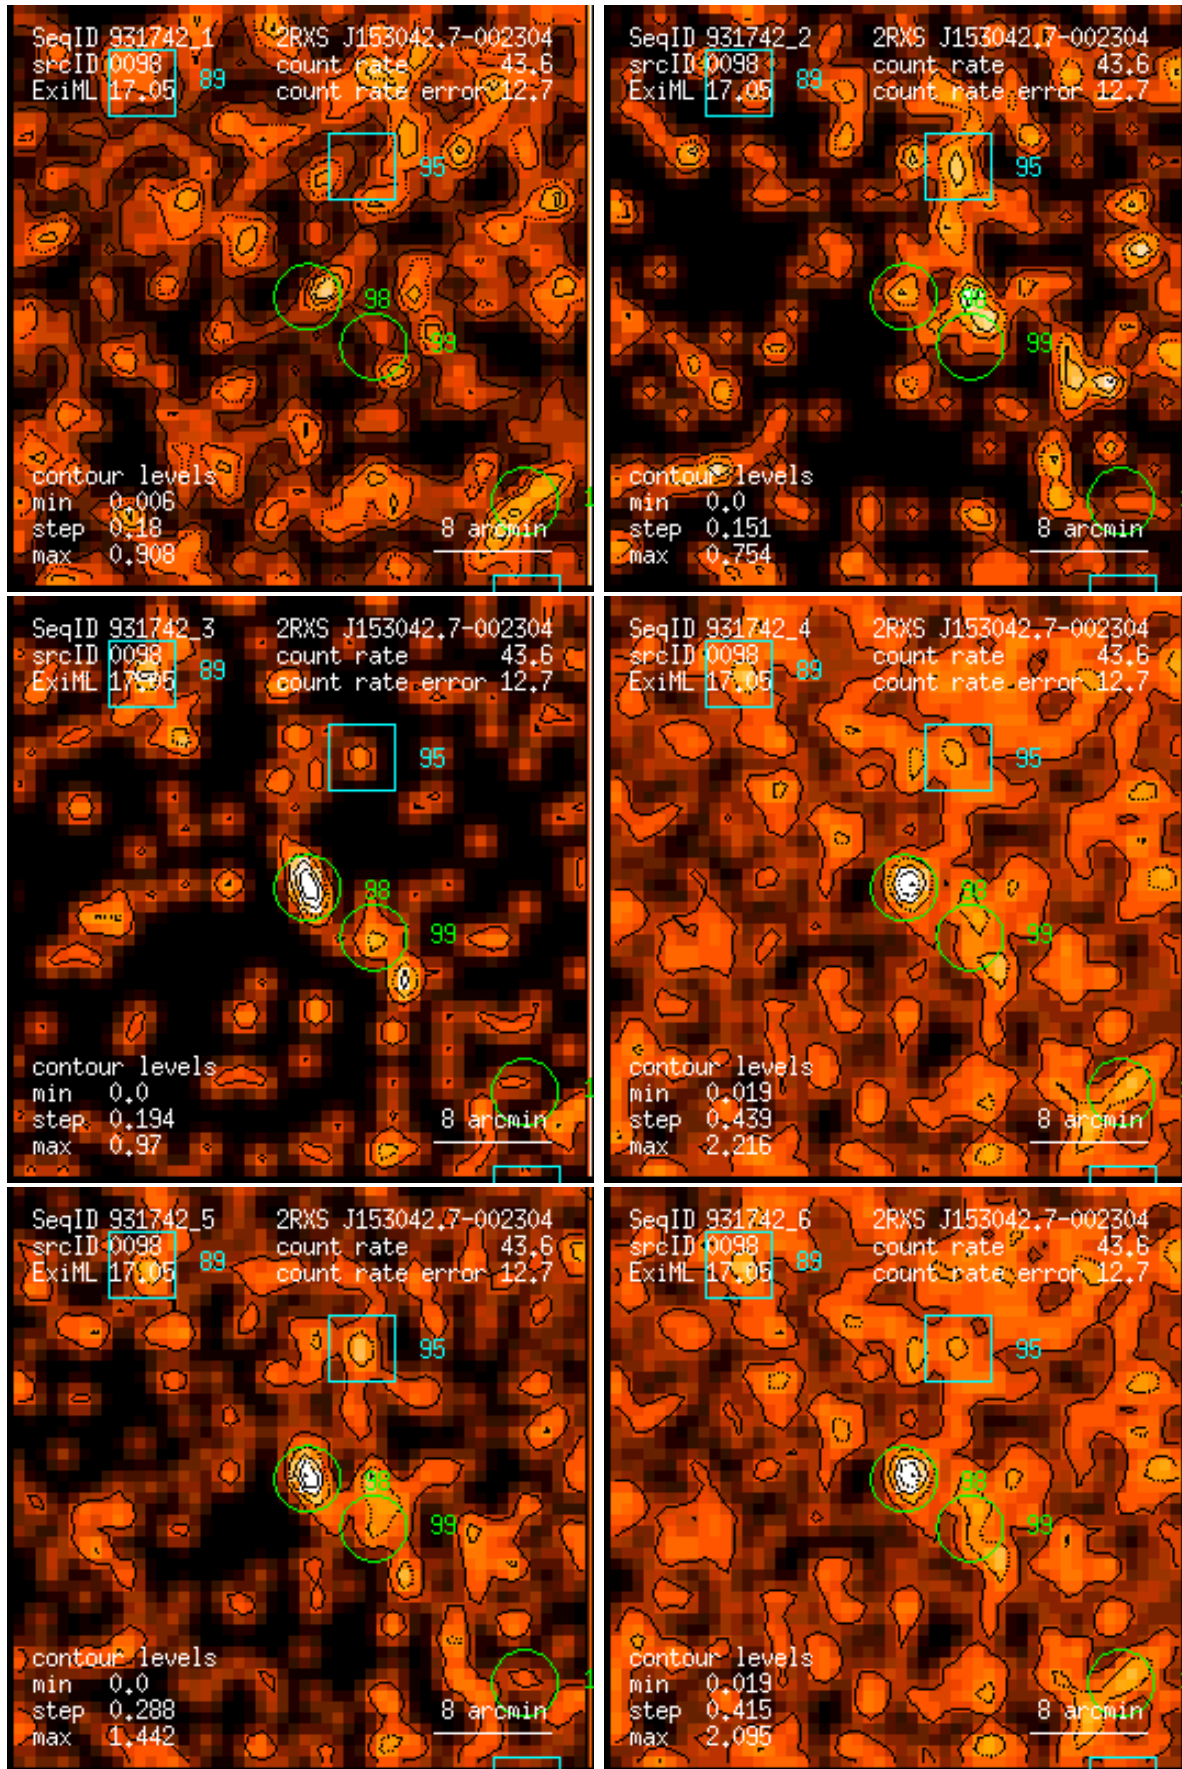 SeqID 931742_1 2RXS J153042.7-002304
srcID 0098 count rate 43.6
ExiML 17.05 89 count rate error 12.7
95
98
99
contour levels
min 0.006
step 0.18 8 arcmin
max 0.908
SeqID 931742_2 2RXS J153042.7-002304
srcID 0098 count rate 43.6
ExiML 17.05 89 count rate error 12.7
95
98
99
contour levels
min 0.0
step 0.151 8 arcmin
max 0.754
SeqID 931742_3 2RXS J153042.7-002304
srcID 0098 count rate 43.6
ExiML 17.05 89 count rate error 12.7
95
98
99
contour levels
min 0.0
step 0.194 8 arcmin
max 0.97
SeqID 931742_4 2RXS J153042.7-002304
srcID 0098 count rate 43.6
ExiML 17.05 89 count rate error 12.7
95
98
99
contour levels
min 0.019
step 0.439 8 arcmin
max 2.216
SeqID 931742_5 2RXS J153042.7-002304
srcID 0098 count rate 43.6
ExiML 17.05 89 count rate error 12.7
95
98
99
contour levels
min 0.0
step 0.288 8 arcmin
max 1.442
SeqID 931742_6 2RXS J153042.7-002304
srcID 0098 count rate 43.6
ExiML 17.05 89 count rate error 12.7
95
98
99
contour levels
min 0.019
step 0.415 8 arcmin
max 2.095